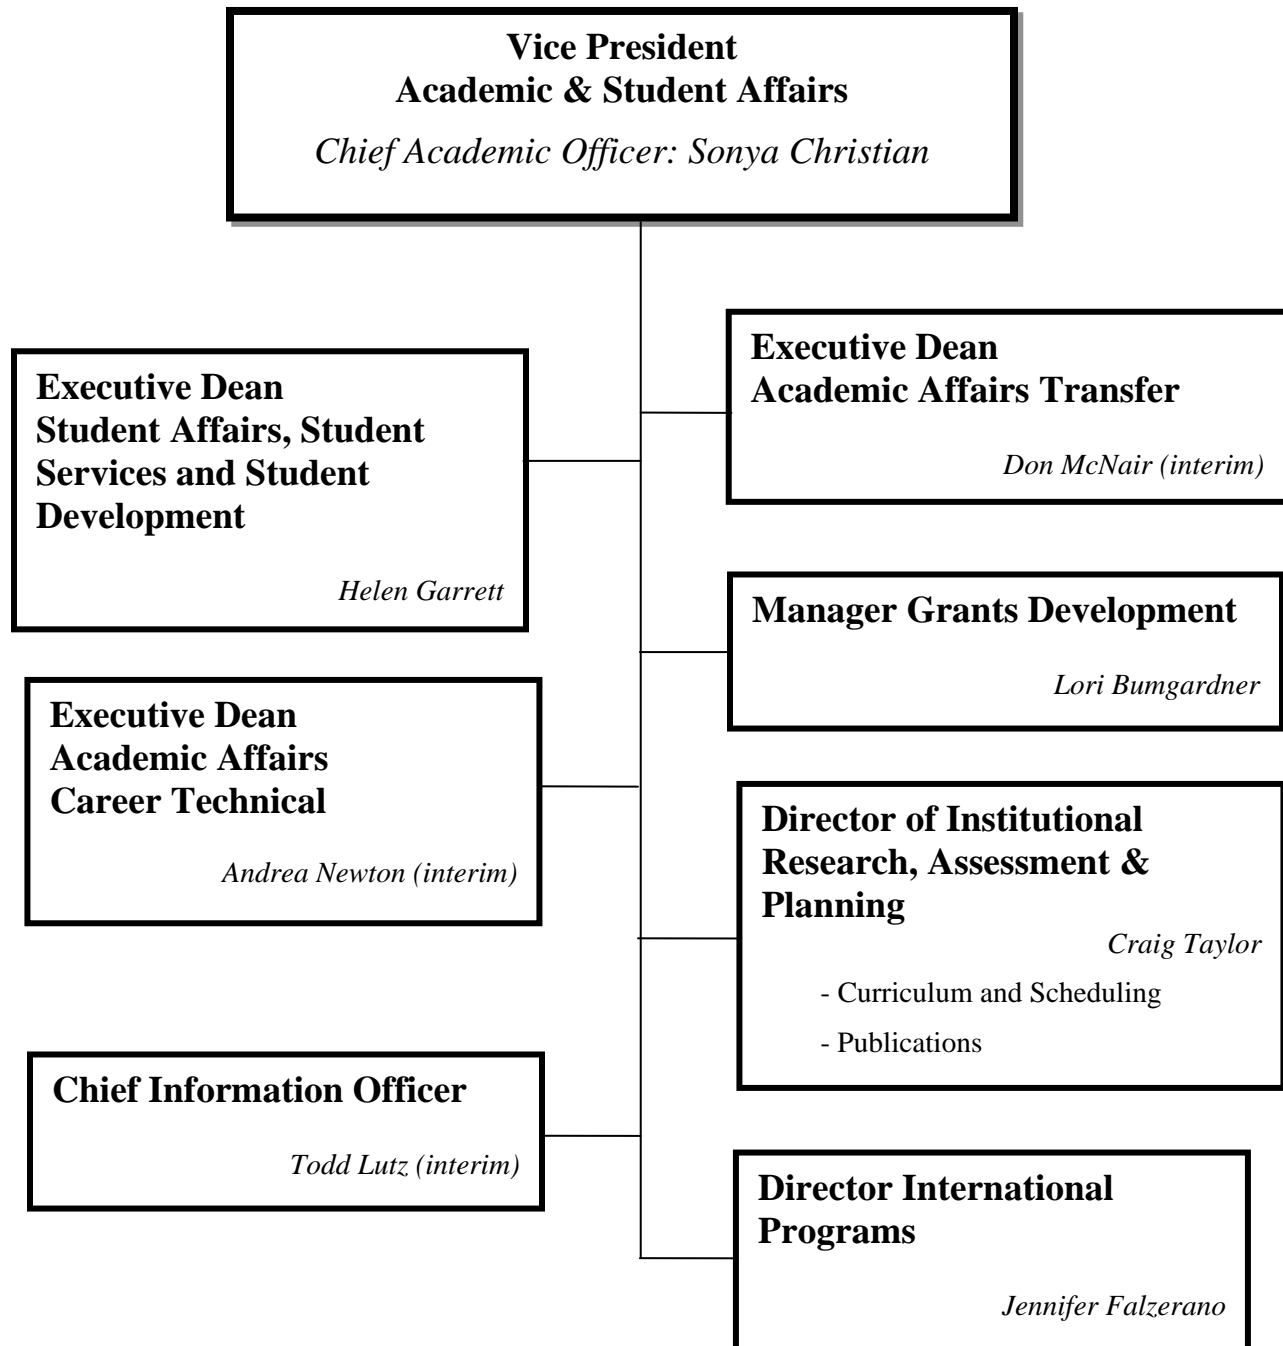 Vice President
Academic & Student Affairs
Chief Academic Officer: Sonya Christian
Executive Dean
Academic Affairs Transfer
Don McNair (interim)
Executive Dean
Student Affairs, Student
Services and Student
Development
Helen Garrett
Manager Grants Development
Lori Bumgardner
Executive Dean
Academic Affairs
Career Technical
Andrea Newton (interim)
Director of Institutional
Research, Assessment &
Planning
Craig Taylor
- Curriculum and Scheduling
- Publications
Chief Information Officer
Todd Lutz (interim)
Director International
Programs
Jennifer Falzerano